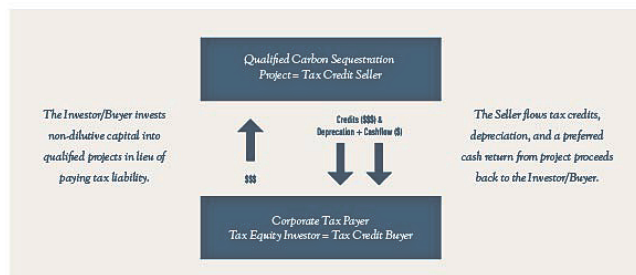 Qualified Carbon Sequestration
Project = Tax Credit Seller
The Investor/Buyer invests
non-dilutive capital into
qualified projects in lieu of
paying tax liability.
$$$
Credits ($$$) &
Deprecation + Cashflow ($)
The Seller flows tax credits,
depreciation, and a preferred
cash return from project proceeds
back to the Investor/Buyer.
Corporate Tax Payer
Tax Equity Investor = Tax Credit Buyer